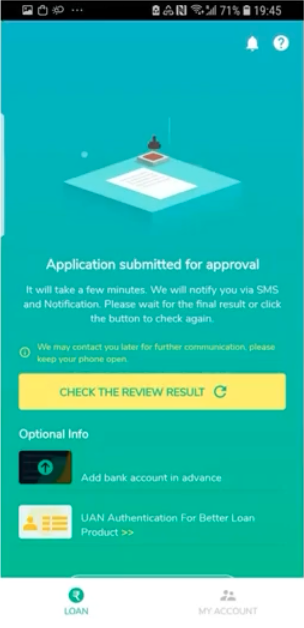 71% 19:45
Application submitted for approval
It will take a few minutes. We will notify you via SMS
and Notification. Please wait for the final result or click
the button to check again.
We may contact you later for further communication, please
keep your phone open.
CHECK THE REVIEW RESULT
Optional Info
Add bank account in advance
UAN Authentication For Better Loan
Product >>
LOAN MY ACCOUNT